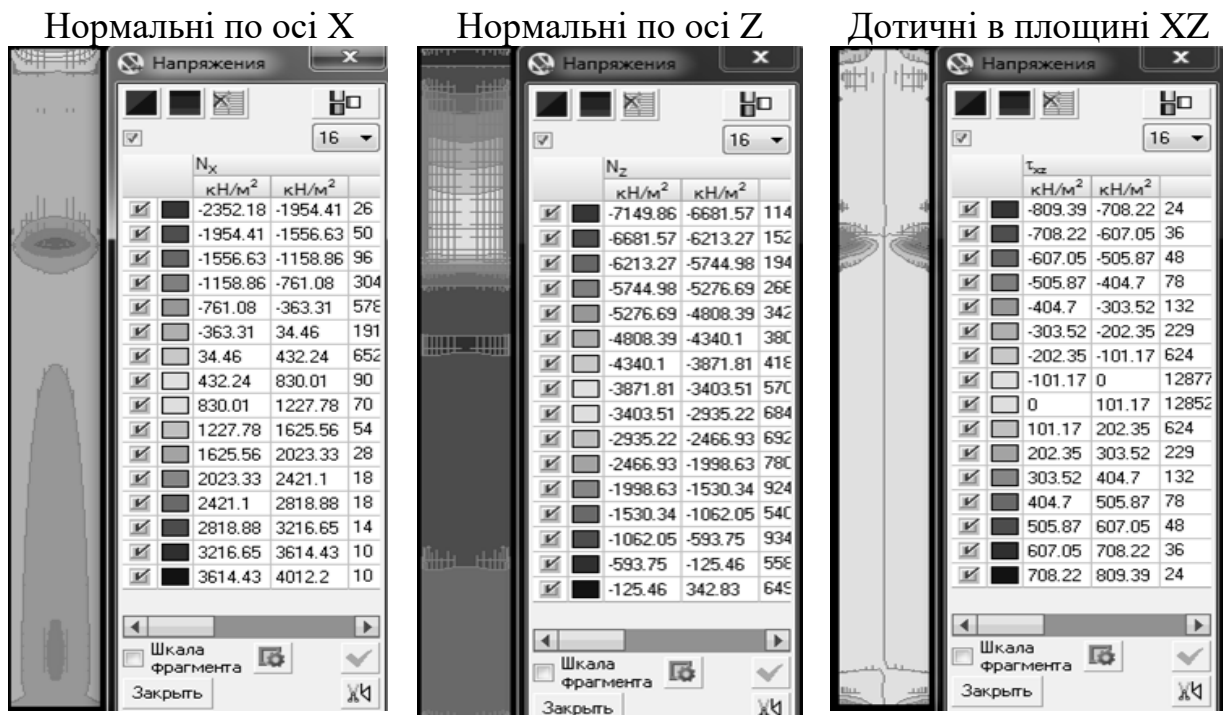 Нормальні по осі X
Напряжения
16
Nx
кН/м² кН/м²
-2352.18 -1954.41 26
-1954.41 -1556.63 50
-1556.63 -1158.86 96
-1158.86 -761.08 304
-761.08 -363.31 578
-363.31 34.46 191
34.46 432.24 652
432.24 830.01 90
830.01 1227.78 70
1227.78 1625.56 54
1625.56 2023.33 28
2023.33 2421.1 18
2421.1 2818.88 18
2818.88 3216.65 14
3216.65 3614.43 10
3614.43 4012.2 10
Шкала
фрагмента
Закрыть
Нормальні по осі Z
Напряжения
16
Nz
кН/м² кН/м²
-7149.86 -6681.57 114
-6681.57 -6213.27 152
-6213.27 -5744.98 194
-5744.98 -5276.69 266
-5276.69 -4808.39 342
-4808.39 -4340.1 380
-4340.1 -3871.81 418
-3871.81 -3403.51 570
-3403.51 -2935.22 684
-2935.22 -2466.93 692
-2466.93 -1998.63 780
-1998.63 -1530.34 924
-1530.34 -1062.05 540
-1062.05 -593.75 934
-593.75 -125.46 558
-125.46 342.83 649
Шкала
фрагмента
Закрыть
Дотичні в площині XZ
Напряжения
16
τxz
кН/м² кН/м²
-809.39 -708.22 24
-708.22 -607.05 36
-607.05 -505.87 48
-505.87 -404.7 78
-404.7 -303.52 132
-303.52 -202.35 229
-202.35 -101.17 624
-101.17 0 12877
0 101.17 12852
101.17 202.35 624
202.35 303.52 229
303.52 404.7 132
404.7 505.87 78
505.87 607.05 48
607.05 708.22 36
708.22 809.39 24
Шкала
фрагмента
Закрыть